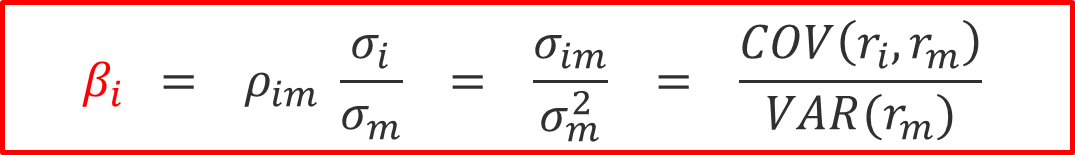 βᵢ = ρᵢₘ σᵢ/σₘ = σᵢₘ/σₘ² = COV(rᵢ, rₘ)/VAR(rₘ)